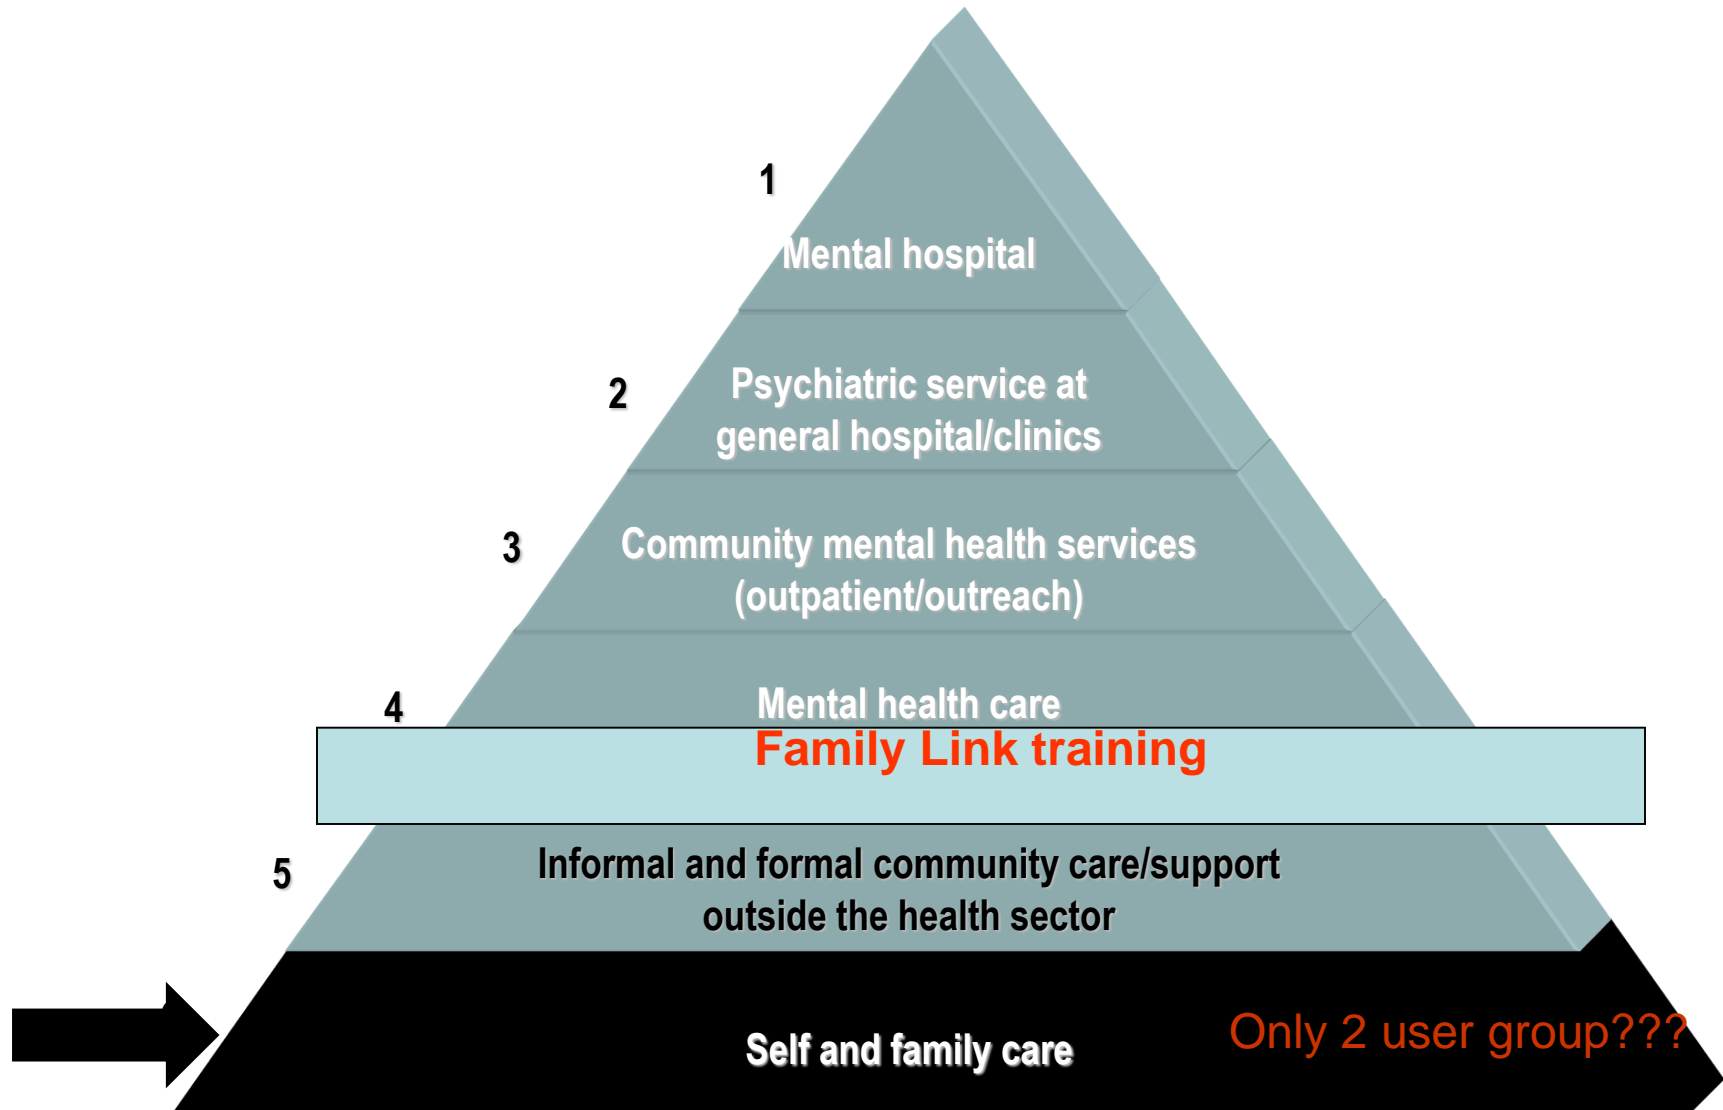 1
Mental hospital
2
Psychiatric service at
general hospital/clinics
3
Community mental health services
(outpatient/outreach)
4
Mental health care
Family Link training
5
Informal and formal community care/support
outside the health sector
Only 2 user group???
Self and family care